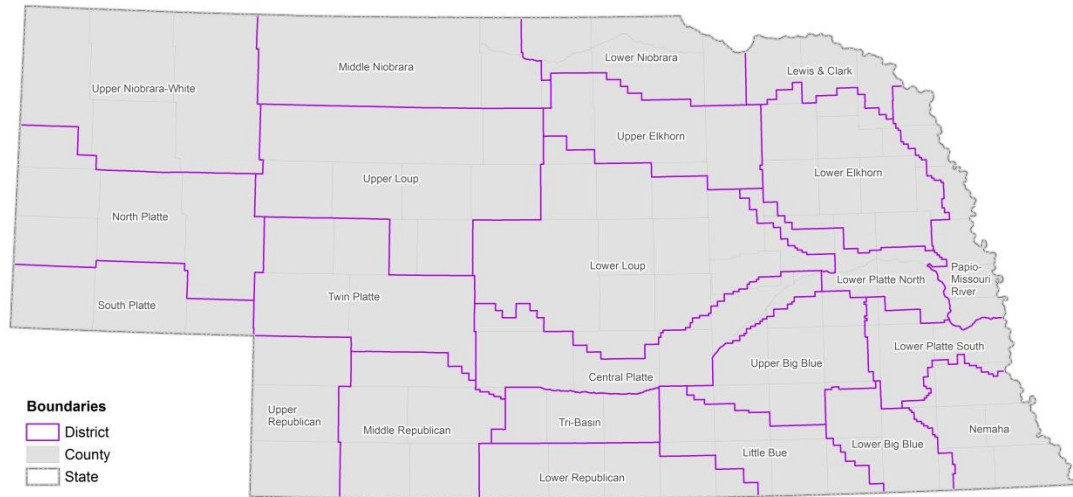 Upper Niobrara-White
Middle Niobrara
Lower Niobrara
Lewis & Clark
Upper Elkhorn
Lower Elkhorn
Upper Loup
North Platte
Lower Loup
Papio-
Missouri
River
Lower Platte North
South Platte
Twin Platte
Lower Platte South
Upper Big Blue
Central Platte
Upper
Republican
Middle Republican
Tri-Basin
Nemaha
Little Bue
Lower Big Blue
Lower Republican
Boundaries
District
County
State